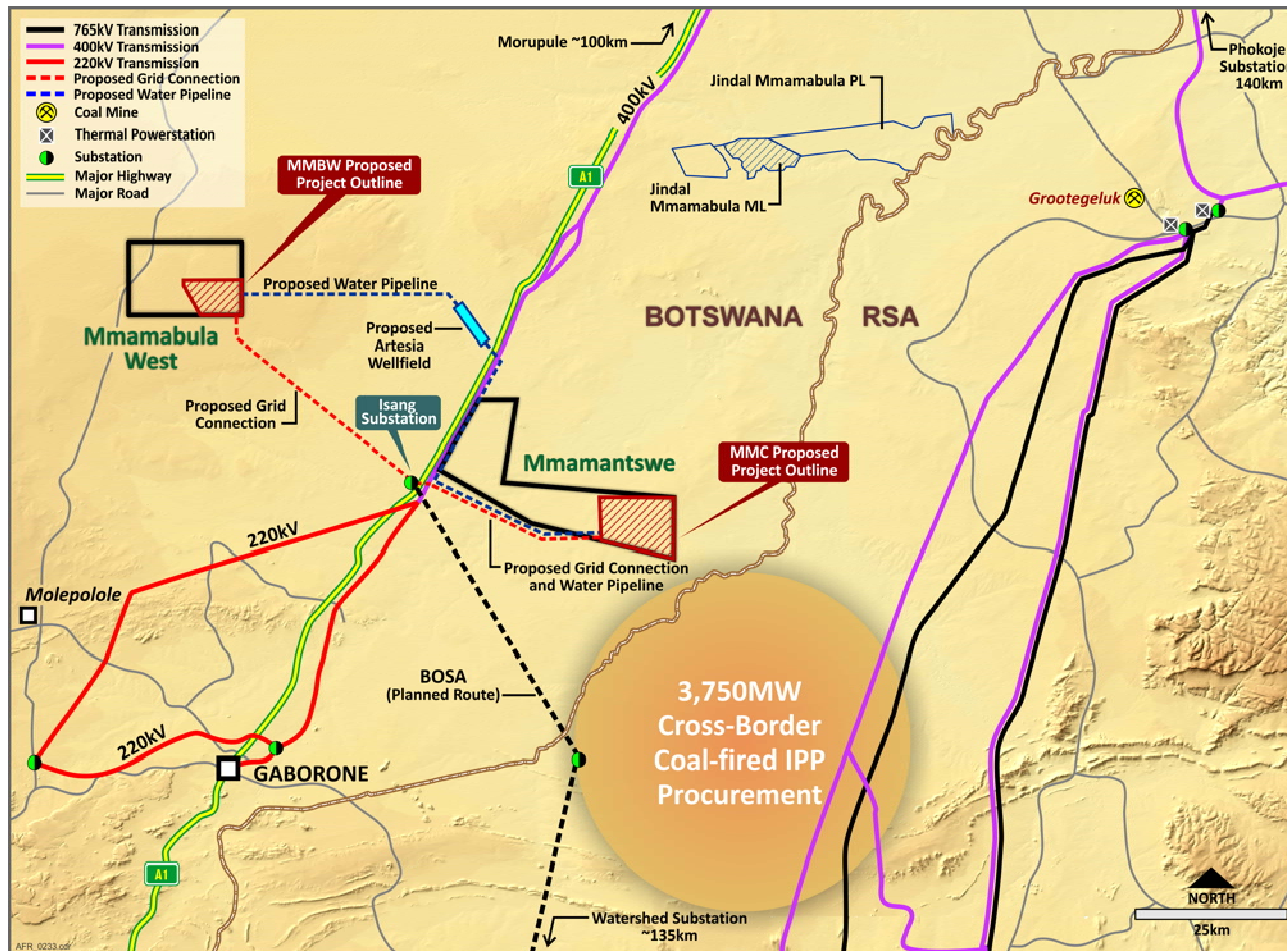 765kV Transmission
400kV Transmission
220kV Transmission
Proposed Grid Connection
Proposed Water Pipeline
Coal Mine
Thermal Powerstation
Substation
Major Highway
Major Road
Morupule ~100km
400kV
A1
Jindal Mmamabula PL
Jindal
Mmamabula ML
Phokoje
Substation
140km
Grootegeluk
MMBW Proposed
Project Outline
Proposed Water Pipeline
Mmamabula
West
Proposed
Artesia
Wellfield
BOTSWANA
RSA
Proposed Grid
Connection
Isang
Substation
Mmamantswe
MMC Proposed
Project Outline
220kV
Proposed Grid Connection
and Water Pipeline
Molepolole
BOSA
(Planned Route)
3,750MW
Cross-Border
Coal-fired IPP
Procurement
220kV
GABORONE
A1
Watershed Substation
~135km
NORTH
25km
AFR_0233.cdr